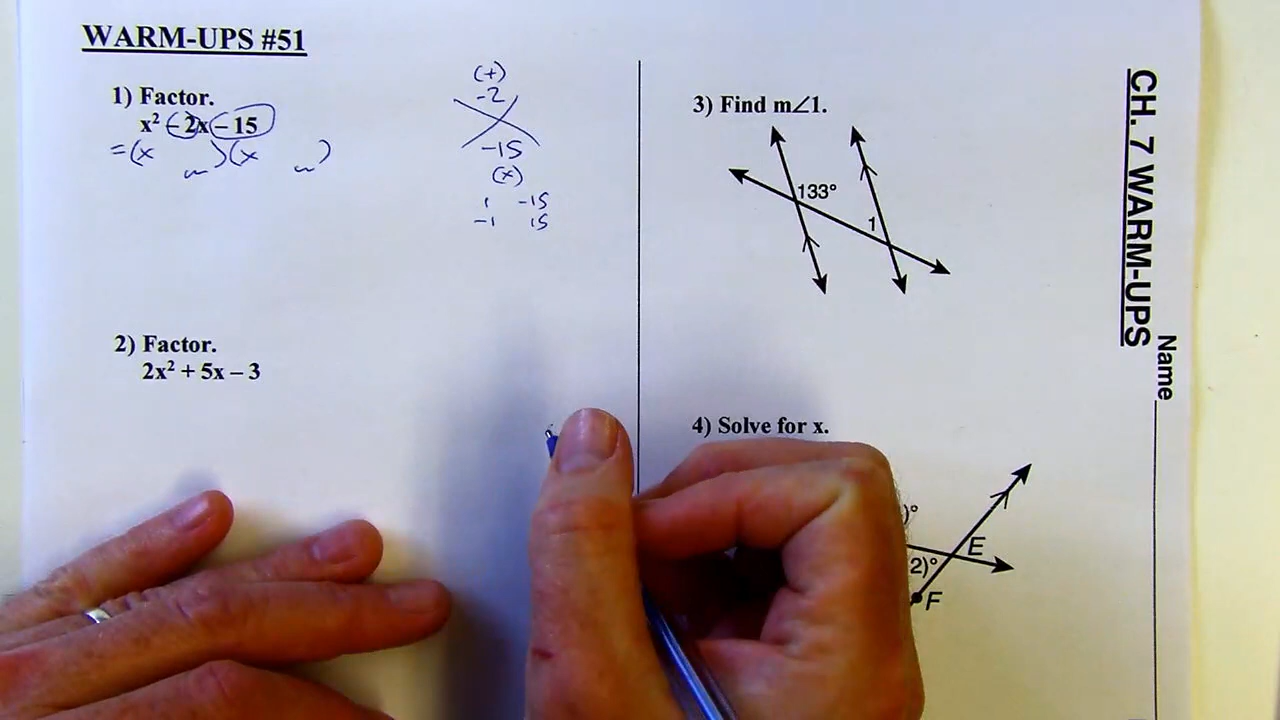 WARM-UPS #51
1) Factor.
x² – 2x – 15
=(x )(x )
(+)
-2
-15
(x)
1 -15
-1 15
2) Factor.
2x² + 5x – 3
3) Find m∠1.
133°
1
4) Solve for x.
)°
E
2)°
F
CH. 7 WARM-UPS
Name